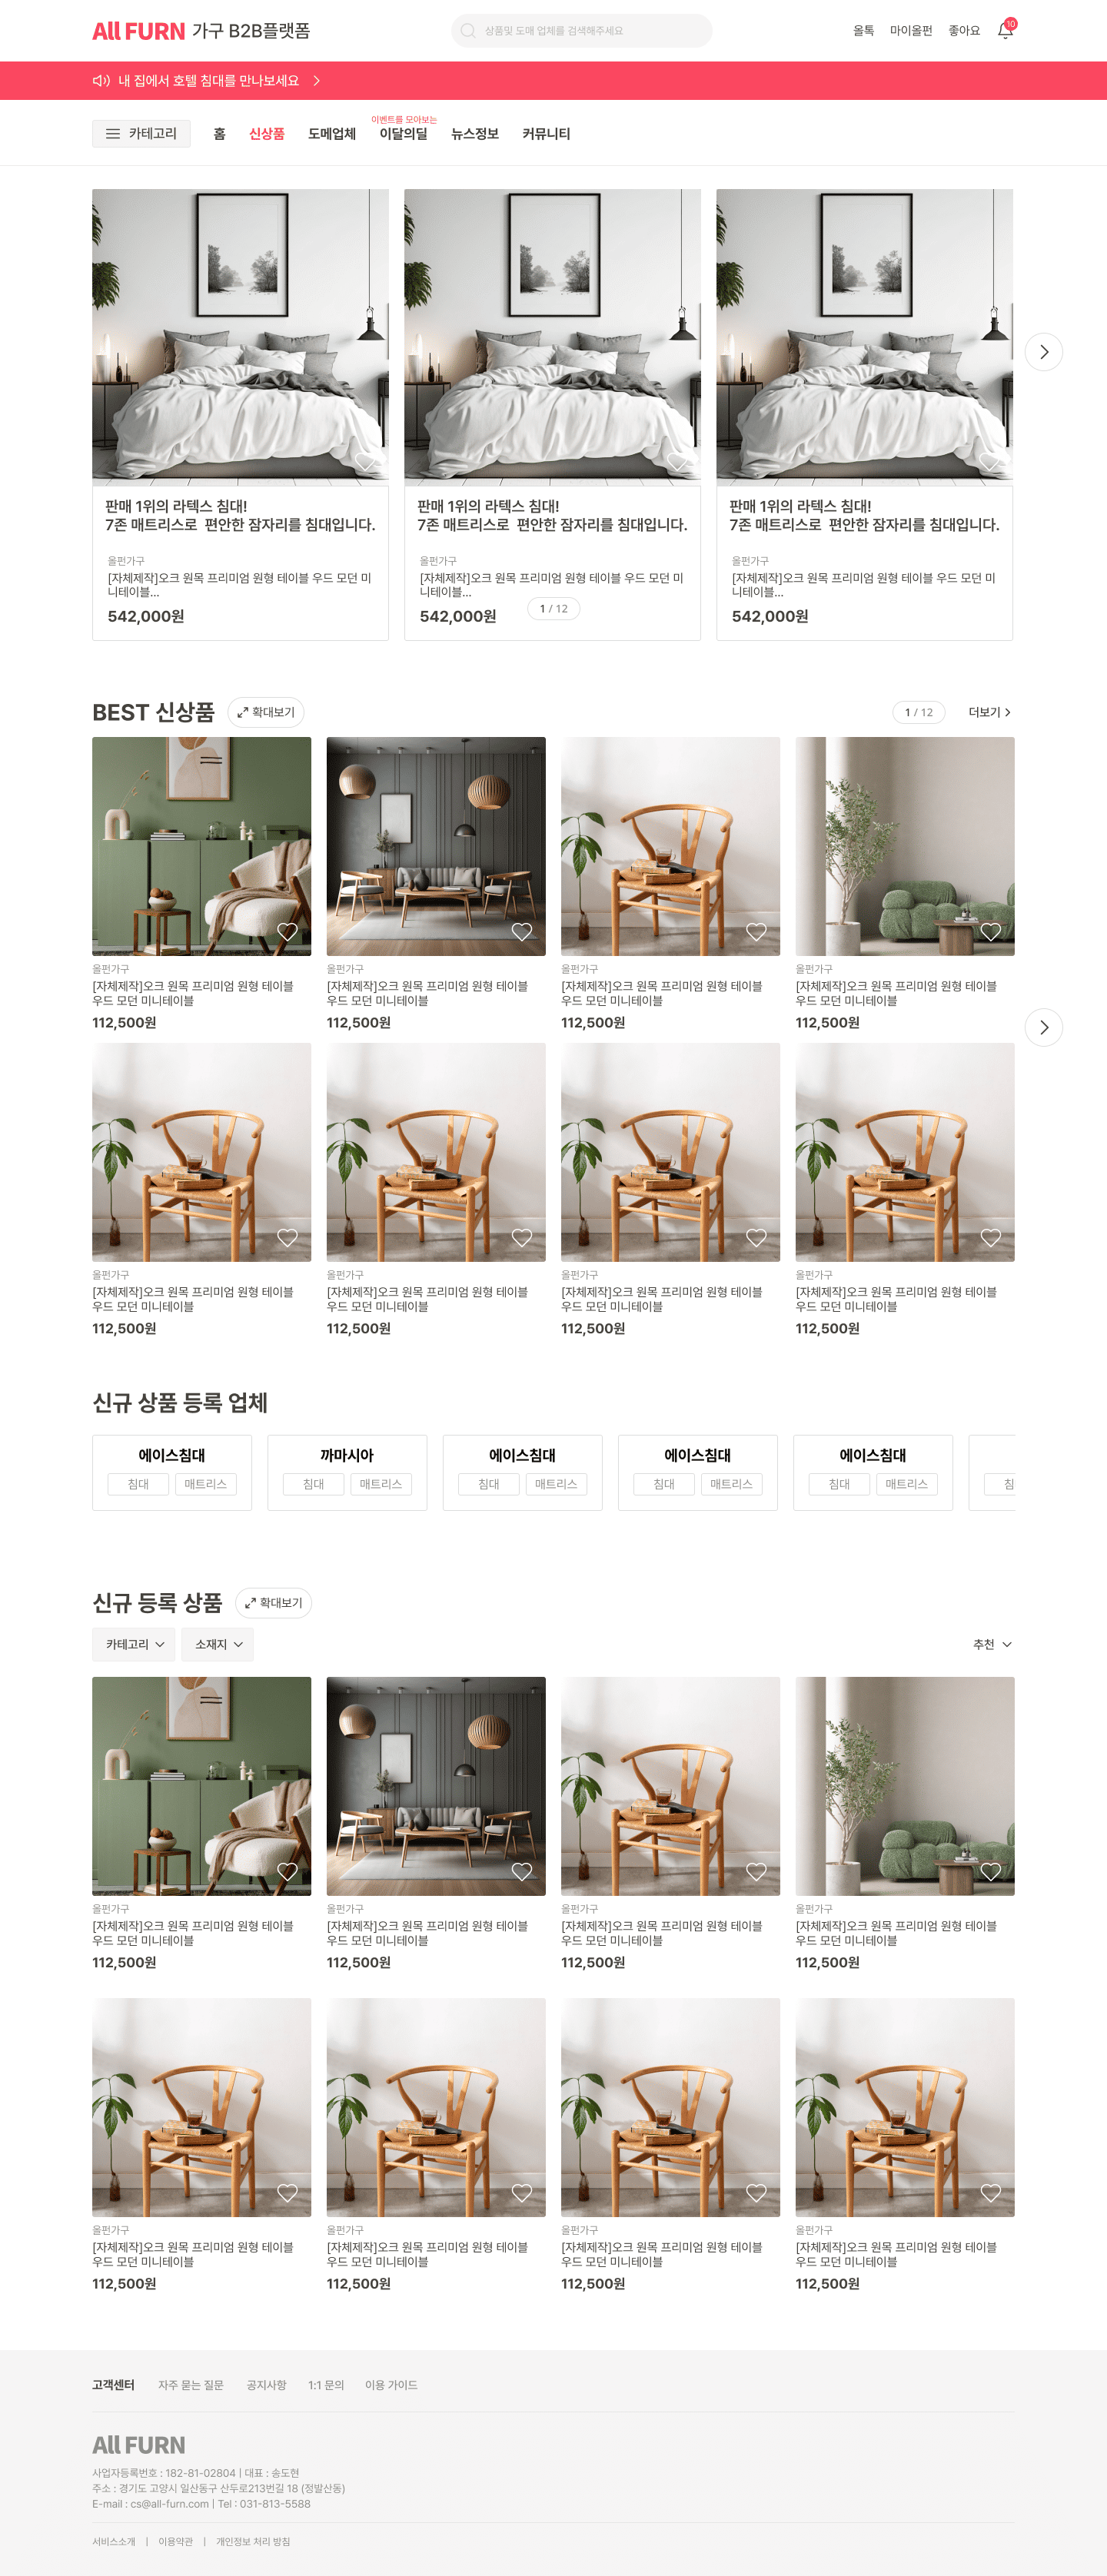 All FURN 가구 B2B플랫폼
상품및 도매 업체를 검색해주세요
올톡 마이올펀 좋아요 10
내 집에서 호텔 침대를 만나보세요
이벤트를 모아보는
카테고리 홈 신상품 도메업체 이달의딜 뉴스정보 커뮤니티
판매 1위의 라텍스 침대! 판매 1위의 라텍스 침대! 판매 1위의 라텍스 침대!
7존 매트리스로 편안한 잠자리를 침대입니다. 7존 매트리스로 편안한 잠자리를 침대입니다. 7존 매트리스로 편안한 잠자리를 침대입니다.
올펀가구 올펀가구 올펀가구
[자체제작]오크 원목 프리미엄 원형 테이블 우드 모던 미 [자체제작]오크 원목 프리미엄 원형 테이블 우드 모던 미 [자체제작]오크 원목 프리미엄 원형 테이블 우드 모던 미
니테이블... 니테이블... 니테이블...
542,000원 542,000원 1 / 12 542,000원
BEST 신상품 확대보기 1 / 12 더보기
올펀가구 올펀가구 올펀가구 올펀가구
[자체제작]오크 원목 프리미엄 원형 테이블 [자체제작]오크 원목 프리미엄 원형 테이블 [자체제작]오크 원목 프리미엄 원형 테이블 [자체제작]오크 원목 프리미엄 원형 테이블
우드 모던 미니테이블 우드 모던 미니테이블 우드 모던 미니테이블 우드 모던 미니테이블
112,500원 112,500원 112,500원 112,500원
올펀가구 올펀가구 올펀가구 올펀가구
[자체제작]오크 원목 프리미엄 원형 테이블 [자체제작]오크 원목 프리미엄 원형 테이블 [자체제작]오크 원목 프리미엄 원형 테이블 [자체제작]오크 원목 프리미엄 원형 테이블
우드 모던 미니테이블 우드 모던 미니테이블 우드 모던 미니테이블 우드 모던 미니테이블
112,500원 112,500원 112,500원 112,500원
신규 상품 등록 업체
에이스침대 까마시아 에이스침대 에이스침대 에이스침대
침대 매트리스 침대 매트리스 침대 매트리스 침대 매트리스 침대 매트리스 침
신규 등록 상품 확대보기
카테고리 소재지 추천
올펀가구 올펀가구 올펀가구 올펀가구
[자체제작]오크 원목 프리미엄 원형 테이블 [자체제작]오크 원목 프리미엄 원형 테이블 [자체제작]오크 원목 프리미엄 원형 테이블 [자체제작]오크 원목 프리미엄 원형 테이블
우드 모던 미니테이블 우드 모던 미니테이블 우드 모던 미니테이블 우드 모던 미니테이블
112,500원 112,500원 112,500원 112,500원
올펀가구 올펀가구 올펀가구 올펀가구
[자체제작]오크 원목 프리미엄 원형 테이블 [자체제작]오크 원목 프리미엄 원형 테이블 [자체제작]오크 원목 프리미엄 원형 테이블 [자체제작]오크 원목 프리미엄 원형 테이블
우드 모던 미니테이블 우드 모던 미니테이블 우드 모던 미니테이블 우드 모던 미니테이블
112,500원 112,500원 112,500원 112,500원
고객센터 자주 묻는 질문 공지사항 1:1 문의 이용 가이드
All FURN
사업자등록번호 : 182-81-02804 | 대표 : 송도현
주소 : 경기도 고양시 일산동구 산두로213번길 18 (정발산동)
E-mail : cs@all-furn.com | Tel : 031-813-5588
서비스소개 | 이용약관 | 개인정보 처리 방침